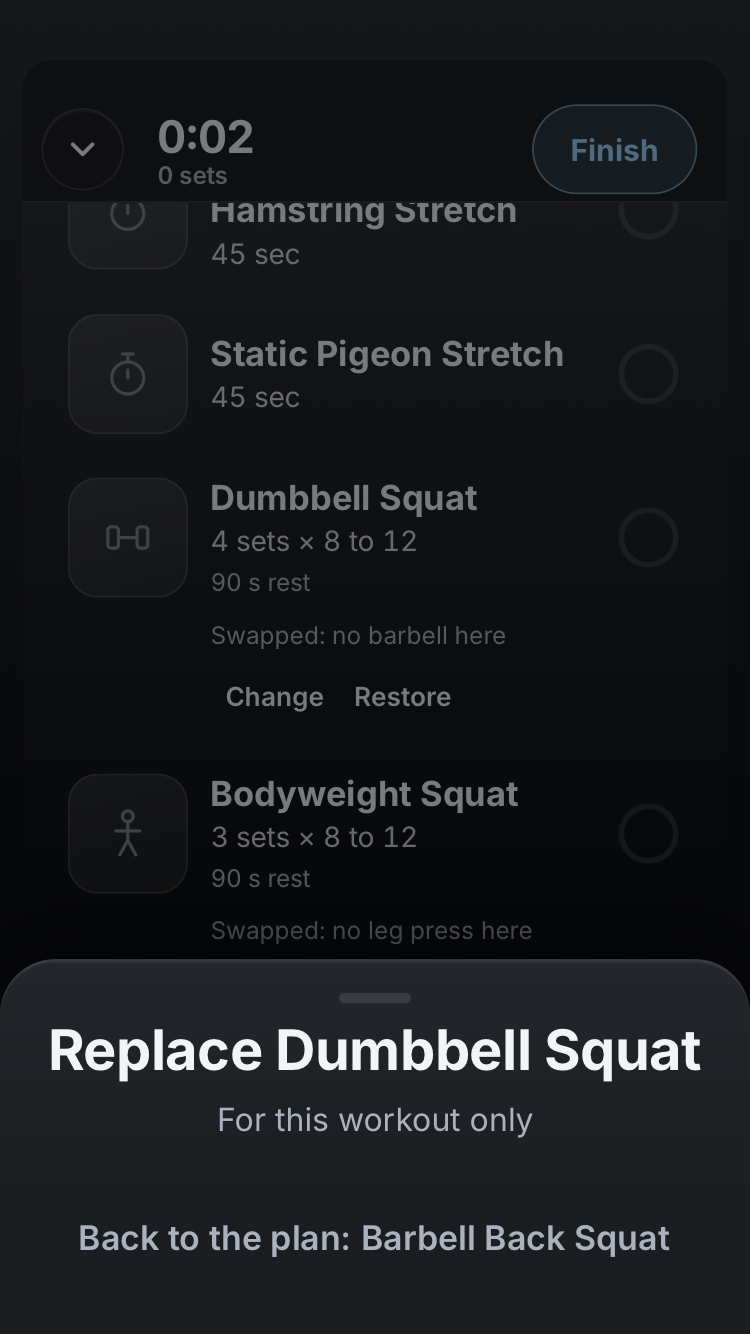 0:02
0 sets
Finish
Hamstring Stretch
45 sec
Static Pigeon Stretch
45 sec
Dumbbell Squat
4 sets × 8 to 12
90 s rest
Swapped: no barbell here
Change Restore
Bodyweight Squat
3 sets × 8 to 12
90 s rest
Swapped: no leg press here
Replace Dumbbell Squat
For this workout only
Back to the plan: Barbell Back Squat